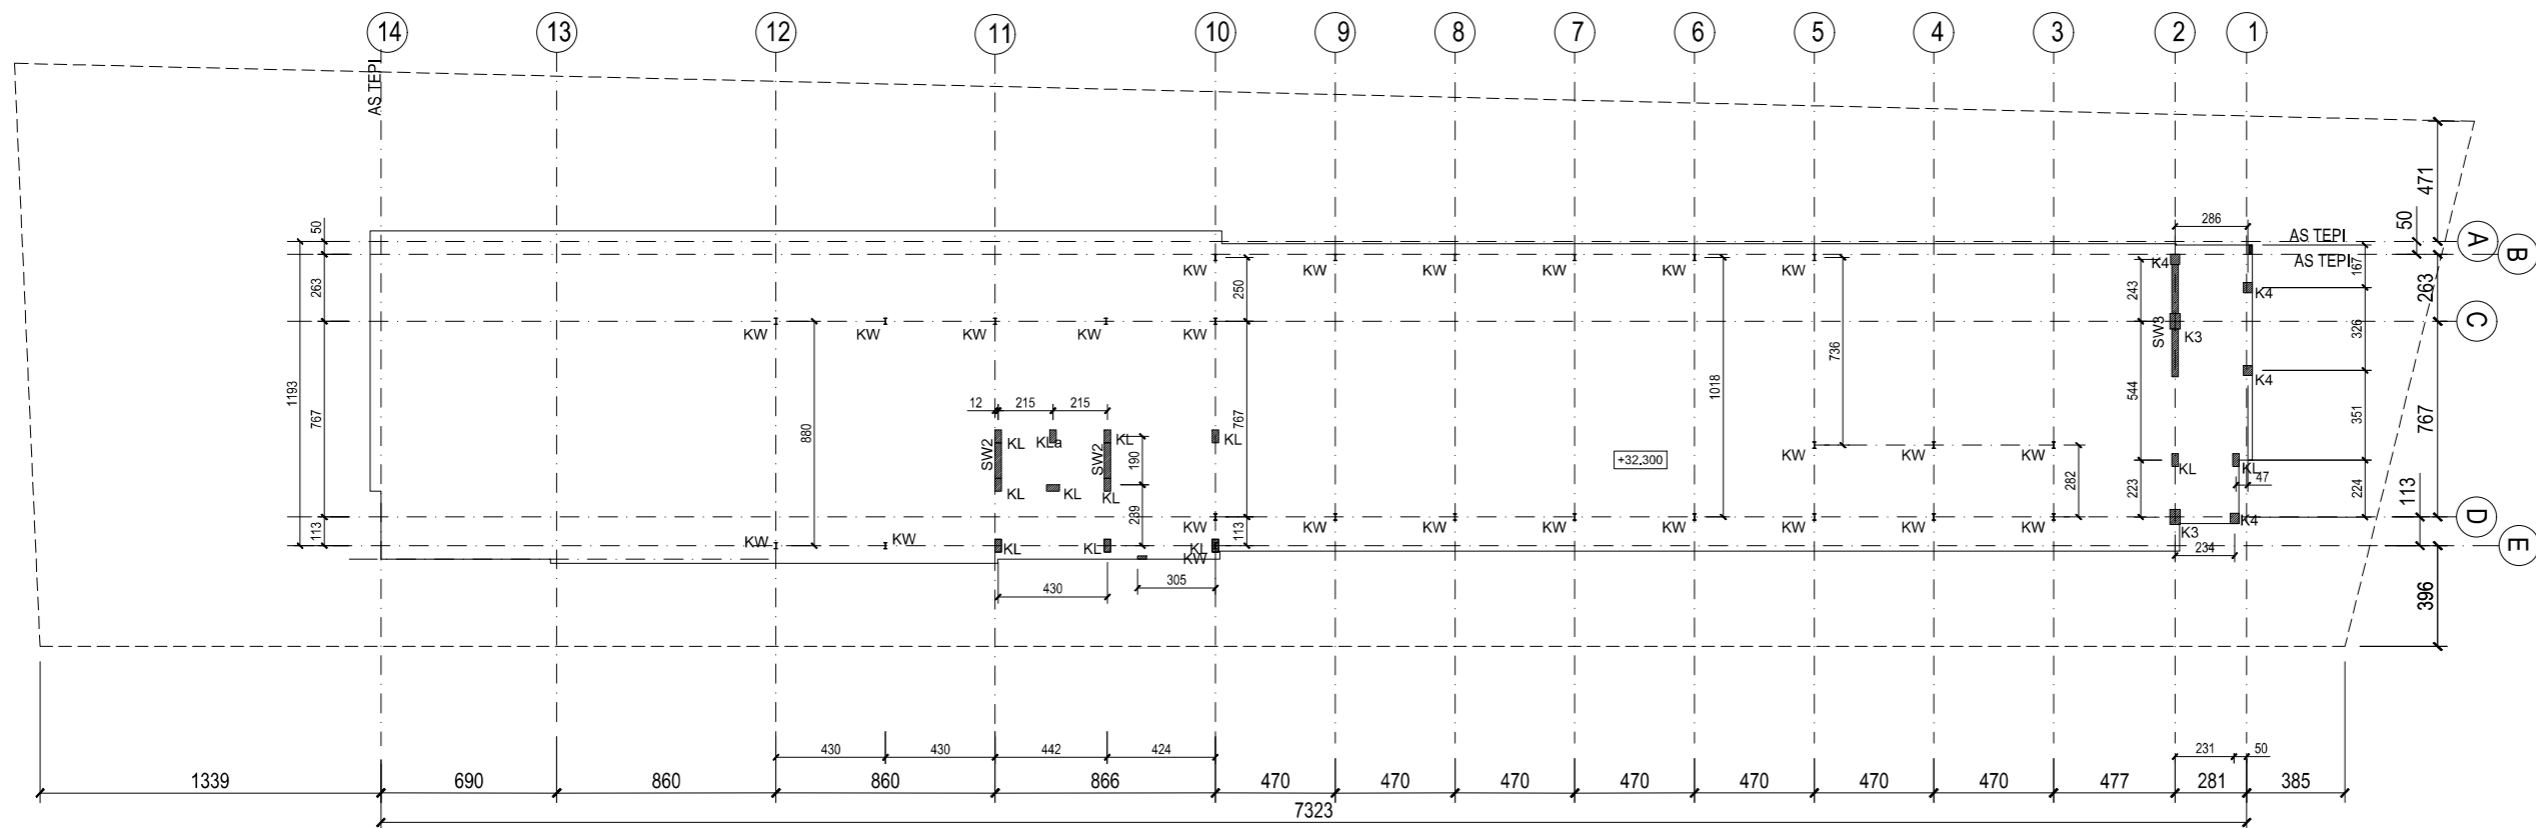 14 13 12 11 10 9 8 7 6 5 4 3 2 1
AS TEPI
471
50
286
AS TEPI
A
B
AS TEPI
50
KW KW KW KW KW KW
K4
167
263
263
250
243
K4
C
KW KW KW KW KW
SW3
K3
326
736
1193
767
880
1018
767
544
K4
767
12 215 215
351
KL KLa KL KL
SW2
SW2
190
+32,300
KW KW KW
KL KL
47
KL KL KL
282
223
224
113
239
D
KW KW KW KW KW KW KW KW
K4
113
113
K3
KW KW
KL KL KL
KW
234
E
305
430
396
430 430 442 424
231 50
1339 690 860 860 866 470 470 470 470 470 470 470 477 281 385
7323